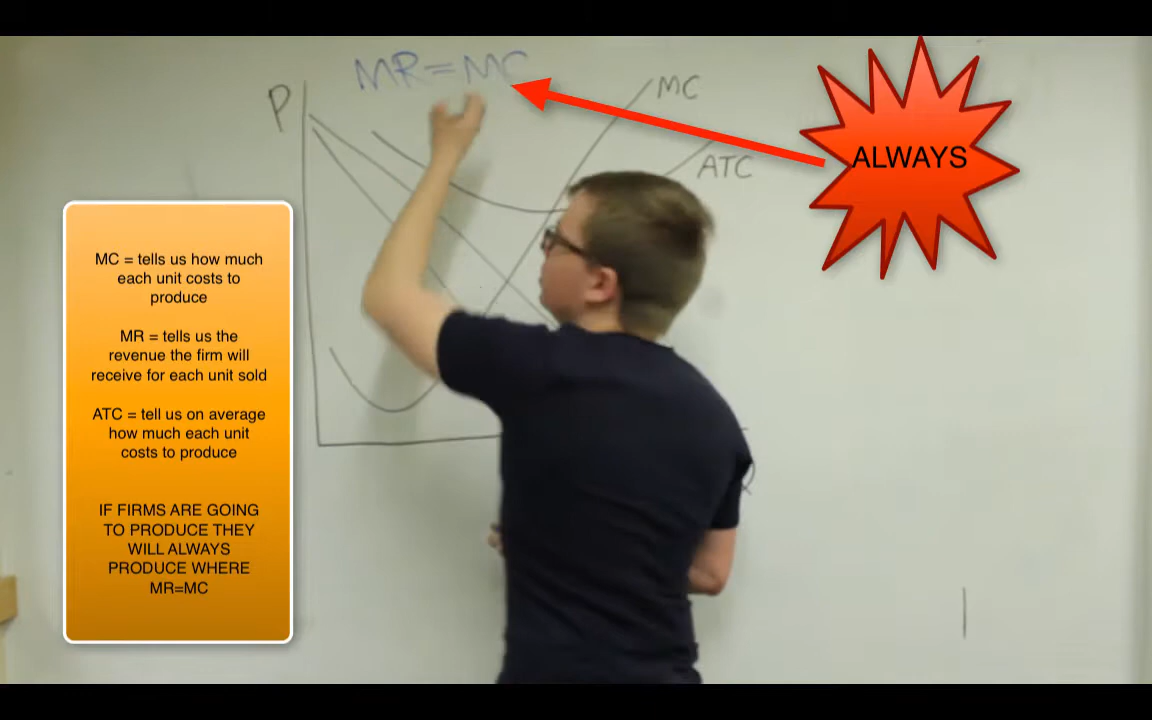 MR=MC
P
MC
ATC
ALWAYS
MC = tells us how much
each unit costs to
produce
MR = tells us the
revenue the firm will
receive for each unit sold
ATC = tell us on average
how much each unit
costs to produce
IF FIRMS ARE GOING
TO PRODUCE THEY
WILL ALWAYS
PRODUCE WHERE
MR=MC